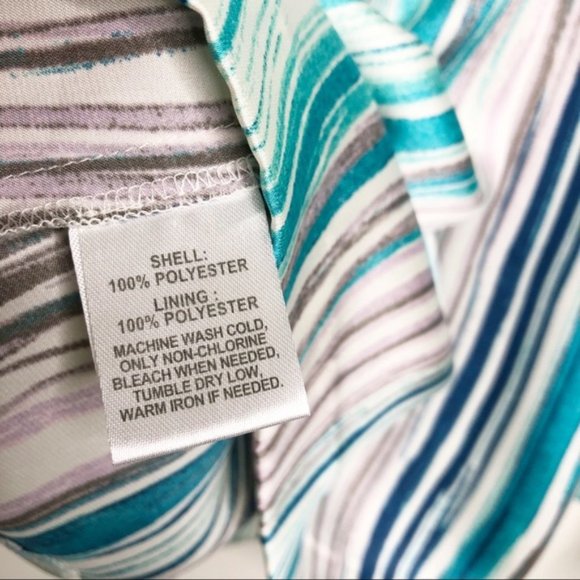 SHELL:
100% POLYESTER
LINING :
100% POLYESTER
MACHINE WASH COLD,
ONLY NON-CHLORINE
BLEACH WHEN NEEDED,
TUMBLE DRY LOW,
WARM IRON IF NEEDED.